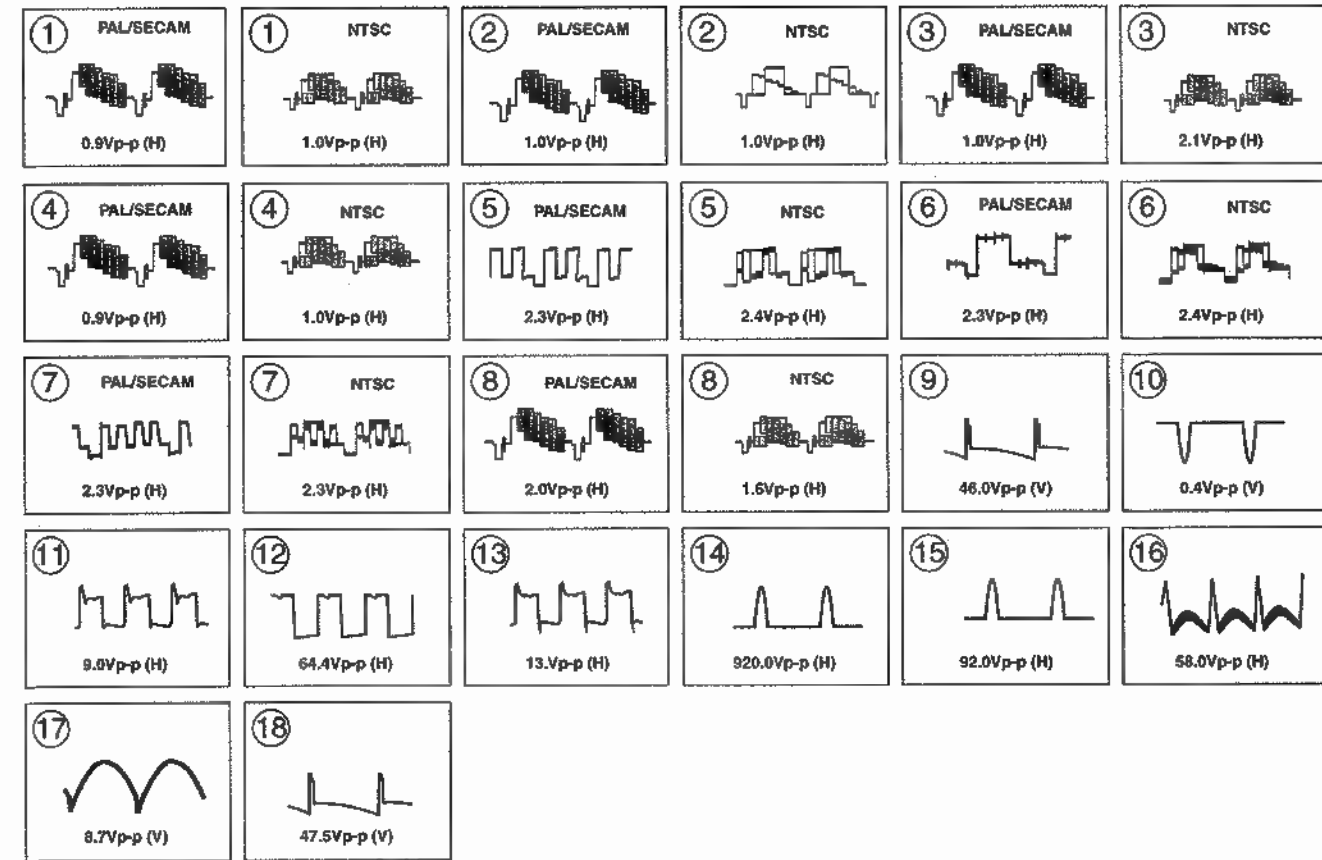 ① PAL/SECAM
0.9Vp-p (H)
① NTSC
1.0Vp-p (H)
② PAL/SECAM
1.0Vp-p (H)
② NTSC
1.0Vp-p (H)
③ PAL/SECAM
1.0Vp-p (H)
③ NTSC
2.1Vp-p (H)
④ PAL/SECAM
0.9Vp-p (H)
④ NTSC
1.0Vp-p (H)
⑤ PAL/SECAM
2.3Vp-p (H)
⑤ NTSC
2.4Vp-p (H)
⑥ PAL/SECAM
2.3Vp-p (H)
⑥ NTSC
2.4Vp-p (H)
⑦ PAL/SECAM
2.3Vp-p (H)
⑦ NTSC
2.3Vp-p (H)
⑧ PAL/SECAM
2.0Vp-p (H)
⑧ NTSC
1.6Vp-p (H)
⑨
46.0Vp-p (V)
⑩
0.4Vp-p (V)
⑪
9.0Vp-p (H)
⑫
64.4Vp-p (H)
⑬
13.Vp-p (H)
⑭
920.0Vp-p (H)
⑮
92.0Vp-p (H)
⑯
58.0Vp-p (H)
⑰
8.7Vp-p (V)
⑱
47.5Vp-p (V)